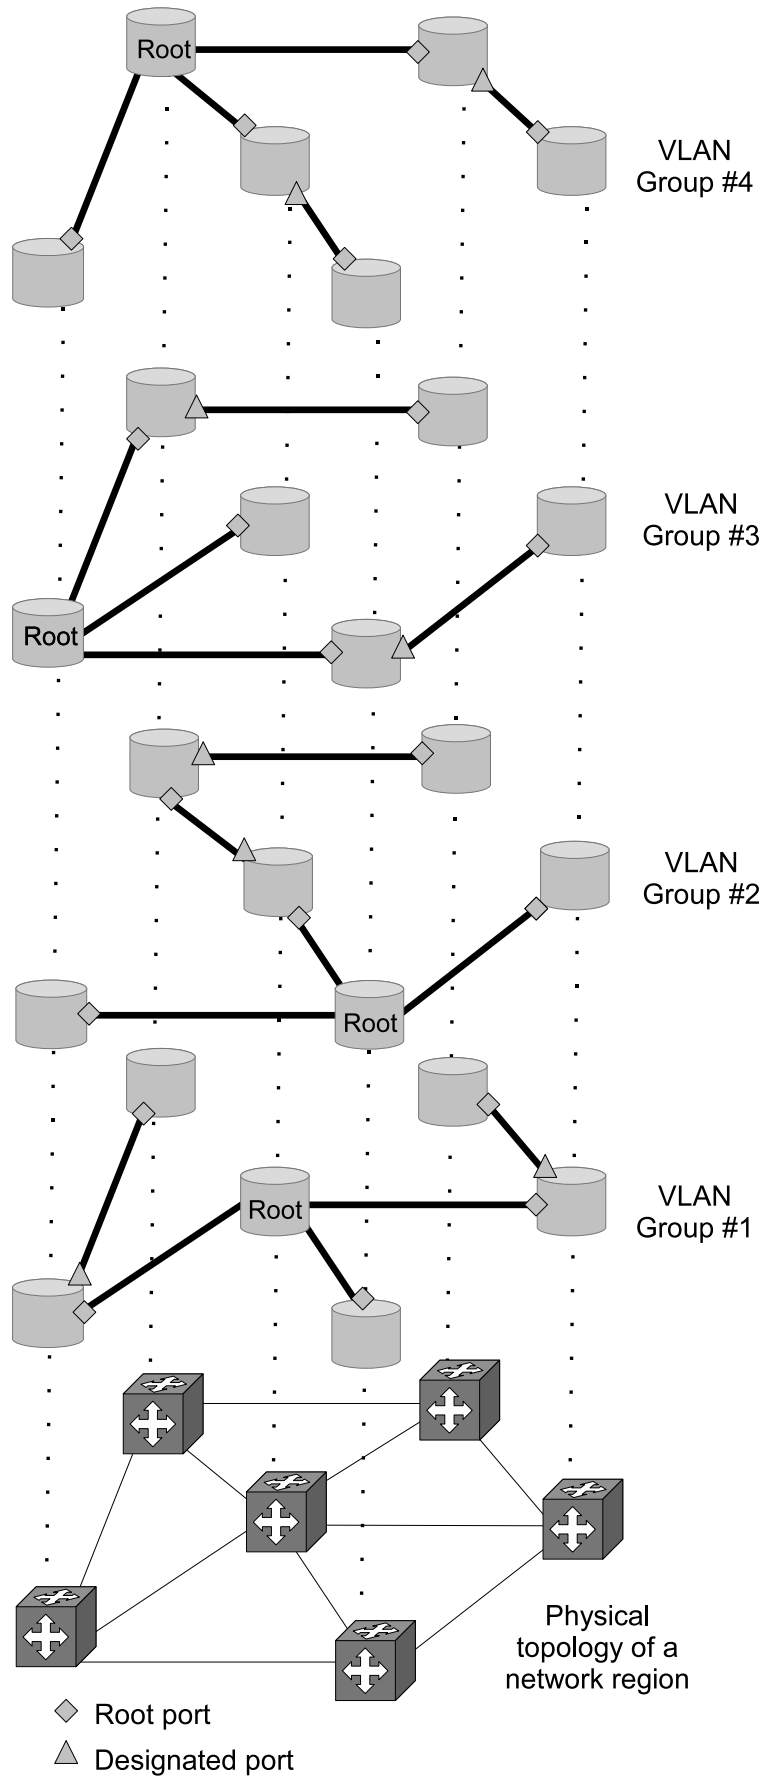 Root
VLAN
Group #4
VLAN
Group #3
Root
VLAN
Group #2
Root
Root
VLAN
Group #1
Physical
topology of a
network region
Root port
Designated port